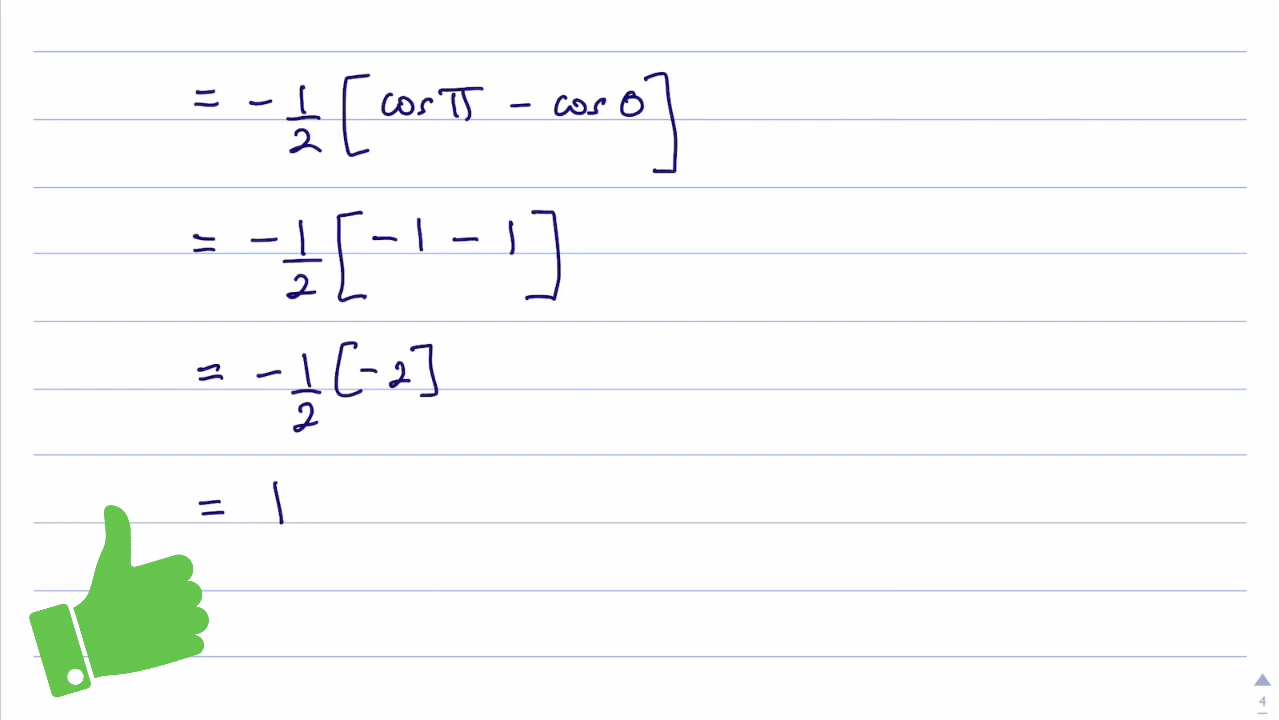 = - 1/2 [cos π - cos 0]
= - 1/2 [-1 - 1]
= - 1/2 [-2]
= 1
4